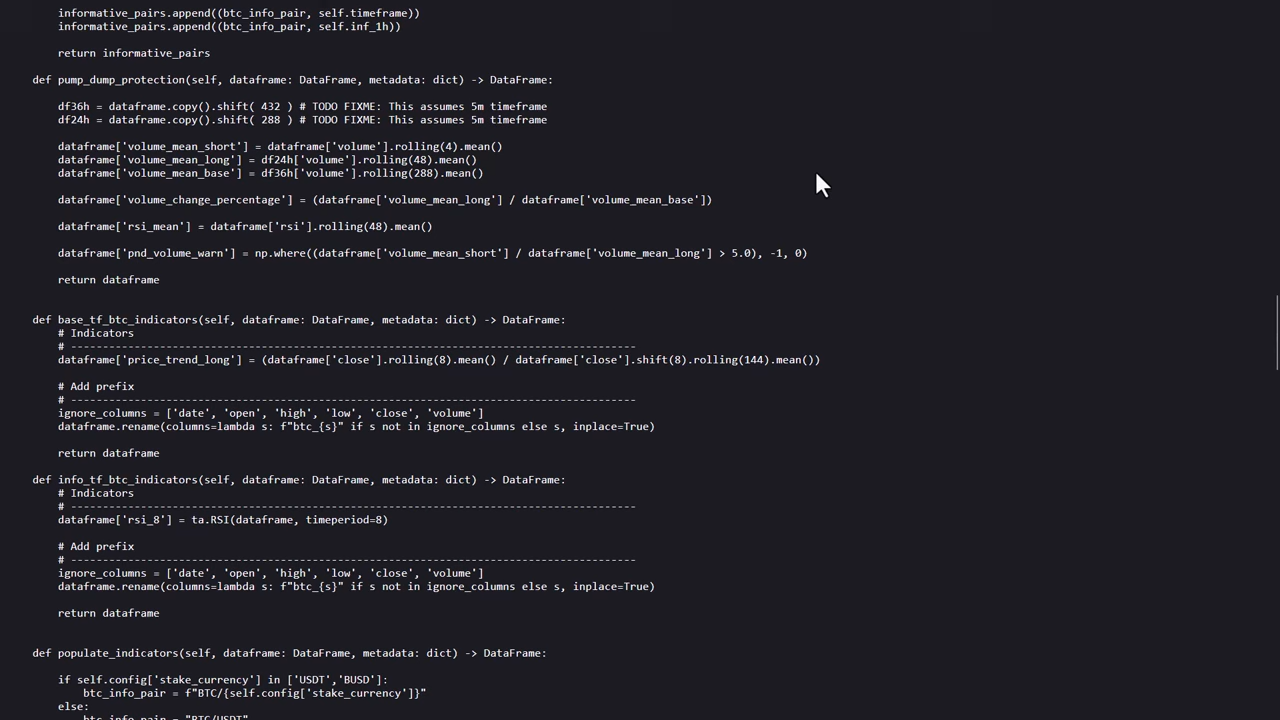 informative_pairs.append((btc_info_pair, self.timeframe))
informative_pairs.append((btc_info_pair, self.inf_1h))
return informative_pairs
def pump_dump_protection(self, dataframe: DataFrame, metadata: dict) -> DataFrame:
df36h = dataframe.copy().shift( 432 ) # TODO FIXME: This assumes 5m timeframe
df24h = dataframe.copy().shift( 288 ) # TODO FIXME: This assumes 5m timeframe
dataframe['volume_mean_short'] = dataframe['volume'].rolling(4).mean()
dataframe['volume_mean_long'] = df24h['volume'].rolling(48).mean()
dataframe['volume_mean_base'] = df36h['volume'].rolling(288).mean()
dataframe['volume_change_percentage'] = (dataframe['volume_mean_long'] / dataframe['volume_mean_base'])
dataframe['rsi_mean'] = dataframe['rsi'].rolling(48).mean()
dataframe['pnd_volume_warn'] = np.where((dataframe['volume_mean_short'] / dataframe['volume_mean_long'] > 5.0), -1, 0)
return dataframe
def base_tf_btc_indicators(self, dataframe: DataFrame, metadata: dict) -> DataFrame:
# Indicators
# -----------------------------------------------------------------------------------------
dataframe['price_trend_long'] = (dataframe['close'].rolling(8).mean() / dataframe['close'].shift(8).rolling(144).mean())
# Add prefix
# -----------------------------------------------------------------------------------------
ignore_columns = ['date', 'open', 'high', 'low', 'close', 'volume']
dataframe.rename(columns=lambda s: f"btc_{s}" if s not in ignore_columns else s, inplace=True)
return dataframe
def info_tf_btc_indicators(self, dataframe: DataFrame, metadata: dict) -> DataFrame:
# Indicators
# -----------------------------------------------------------------------------------------
dataframe['rsi_8'] = ta.RSI(dataframe, timeperiod=8)
# Add prefix
# -----------------------------------------------------------------------------------------
ignore_columns = ['date', 'open', 'high', 'low', 'close', 'volume']
dataframe.rename(columns=lambda s: f"btc_{s}" if s not in ignore_columns else s, inplace=True)
return dataframe
def populate_indicators(self, dataframe: DataFrame, metadata: dict) -> DataFrame:
if self.config['stake_currency'] in ['USDT','BUSD']:
btc_info_pair = f"BTC/{self.config['stake_currency']}"
else:
btc_info_pair = "BTC/USDT"